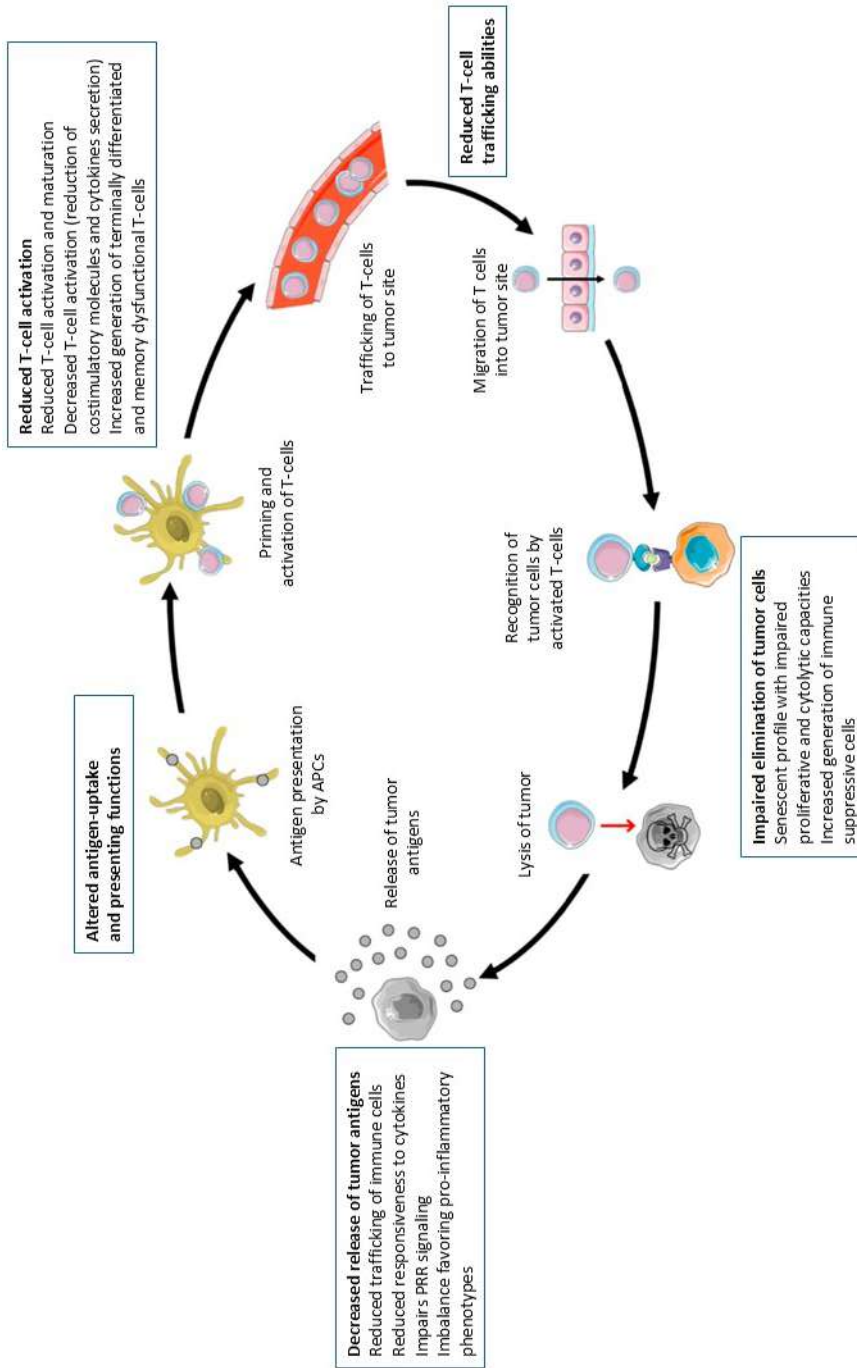 Decreased release of tumor antigens
Reduced trafficking of immune cells
Reduced responsiveness to cytokines
Impairs PRR signaling
Imbalance favoring pro-inflammatory
phenotypes
Release of tumor
antigens
Altered antigen-uptake
and presenting functions
Antigen presentation
by APCs
Reduced T-cell activation
Reduced T-cell activation and maturation
Decreased T-cell activation (reduction of
costimulatory molecules and cytokines secretion)
Increased generation of terminally differentiated
and memory dysfunctional T-cells
Priming and
activation of T-cells
Trafficking of T-cells
to tumor site
Reduced T-cell
trafficking abilities
Migration of T cells
into tumor site
Recognition of
tumor cells by
activated T-cells
Impaired elimination of tumor cells
Senescent profile with impaired
proliferative and cytolytic capacities
Increased generation of immune
suppressive cells
Lysis of tumor